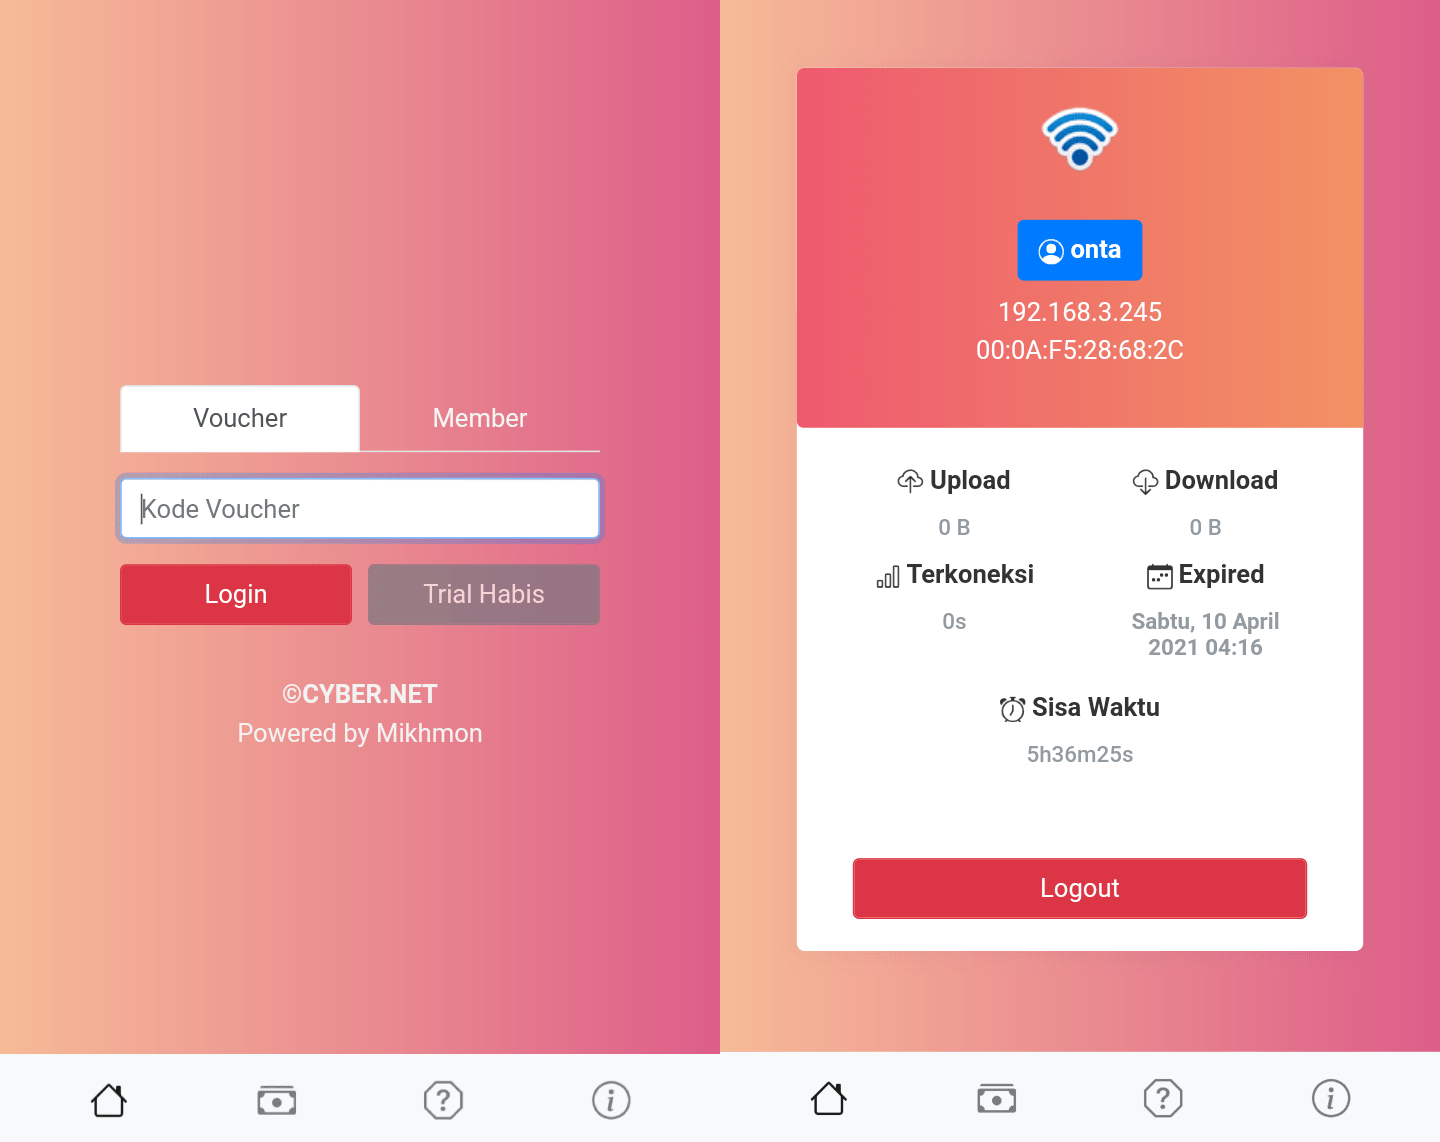 Voucher
Member
Kode Voucher
Login
Trial Habis
©CYBER.NET
Powered by Mikhmon
onta
192.168.3.245
00:0A:F5:28:68:2C
Upload
Download
0 B
0 B
Terkoneksi
Expired
0s
Sabtu, 10 April
2021 04:16
Sisa Waktu
5h36m25s
Logout